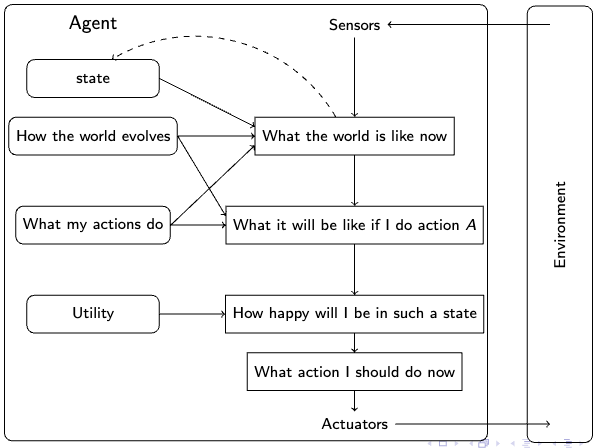 Agent
Sensors
state
How the world evolves
What the world is like now
What my actions do
What it will be like if I do action A
Utility
How happy will I be in such a state
What action I should do now
Actuators
Environment